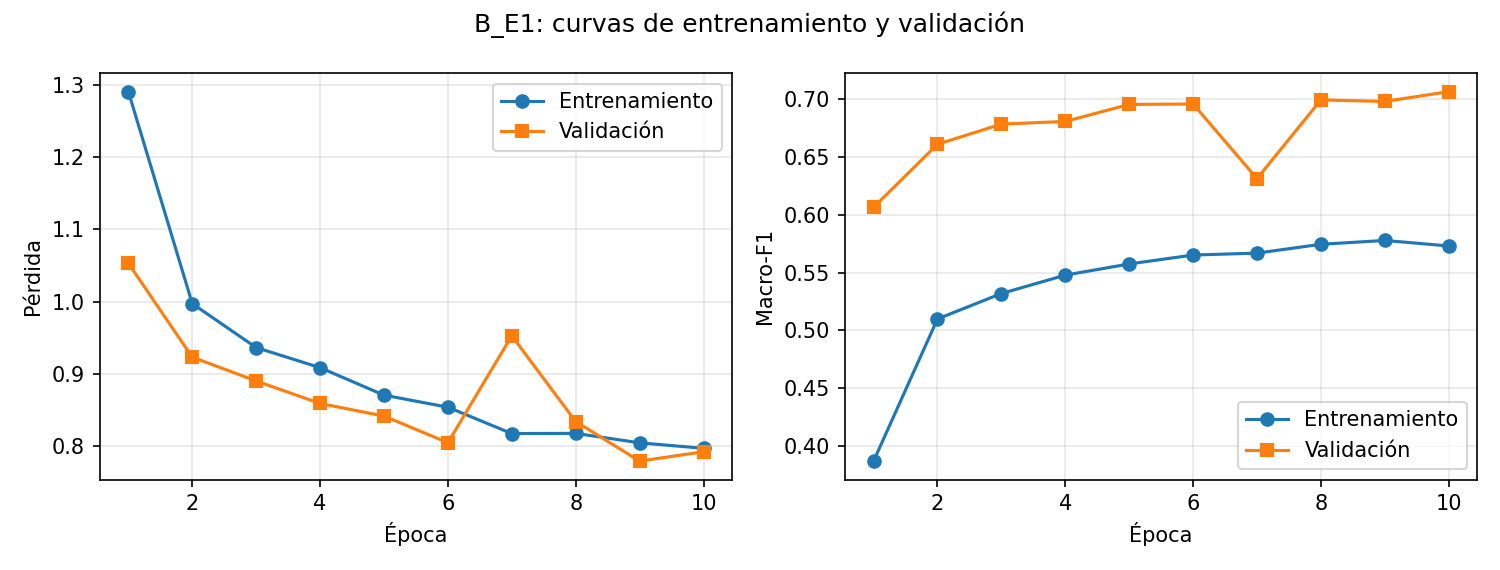 B_E1: curvas de entrenamiento y validación
Pérdida
1.3
1.2
1.1
1.0
0.9
0.8
2
4
6
8
10
Época
Entrenamiento
Validación
Macro-F1
0.70
0.65
0.60
0.55
0.50
0.45
0.40
2
4
6
8
10
Época
Entrenamiento
Validación